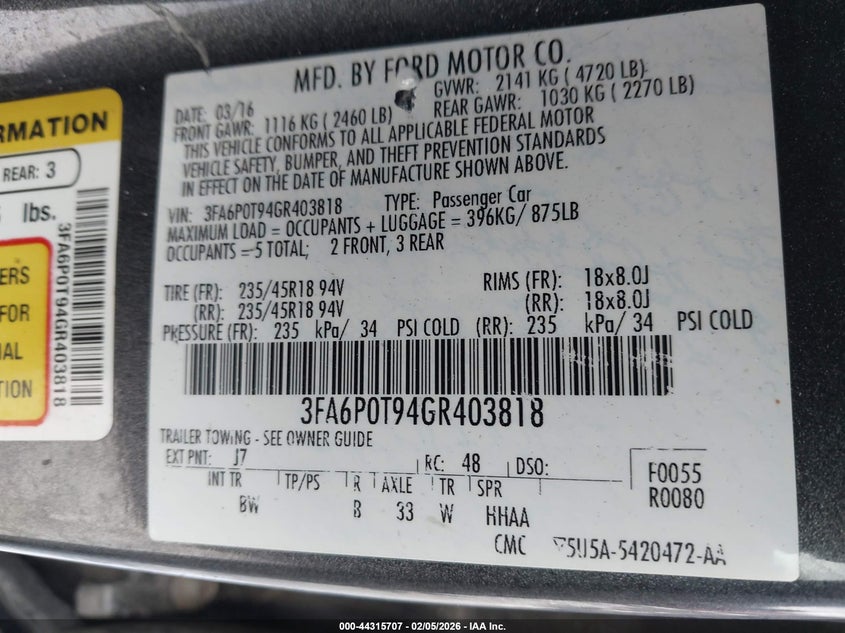 RMATION
REAR: 3
lbs.
3FA6P0T94GR403818
ERS
FOR
AL
TION
MFD. BY FORD MOTOR CO.
DATE: 03/16 GVWR: 2141 KG ( 4720 LB)
FRONT GAWR: 1116 KG ( 2460 LB) REAR GAWR: 1030 KG ( 2270 LB)
THIS VEHICLE CONFORMS TO ALL APPLICABLE FEDERAL MOTOR
VEHICLE SAFETY, BUMPER, AND THEFT PREVENTION STANDARDS
IN EFFECT ON THE DATE OF MANUFACTURE SHOWN ABOVE.
VIN: 3FA6P0T94GR403818 TYPE: Passenger Car
MAXIMUM LOAD = OCCUPANTS + LUGGAGE = 396KG/ 875LB
OCCUPANTS = 5 TOTAL; 2 FRONT, 3 REAR
TIRE (FR): 235/45R18 94V RIMS (FR): 18x8.0J
(RR): 235/45R18 94V (RR): 18x8.0J
PRESSURE (FR): 235 kPa/ 34 PSI COLD (RR): 235 kPa/ 34 PSI COLD
3FA6P0T94GR403818
TRAILER TOWING - SEE OWNER GUIDE
EXT PNT: J7 RC: 48 DSO: F0055
INT TR TP/PS R AXLE TR SPR R0080
BW B 33 W HHAA
CMC 5U5A-5420472-AA
000-44315707 - 02/05/2026 - IAA Inc.